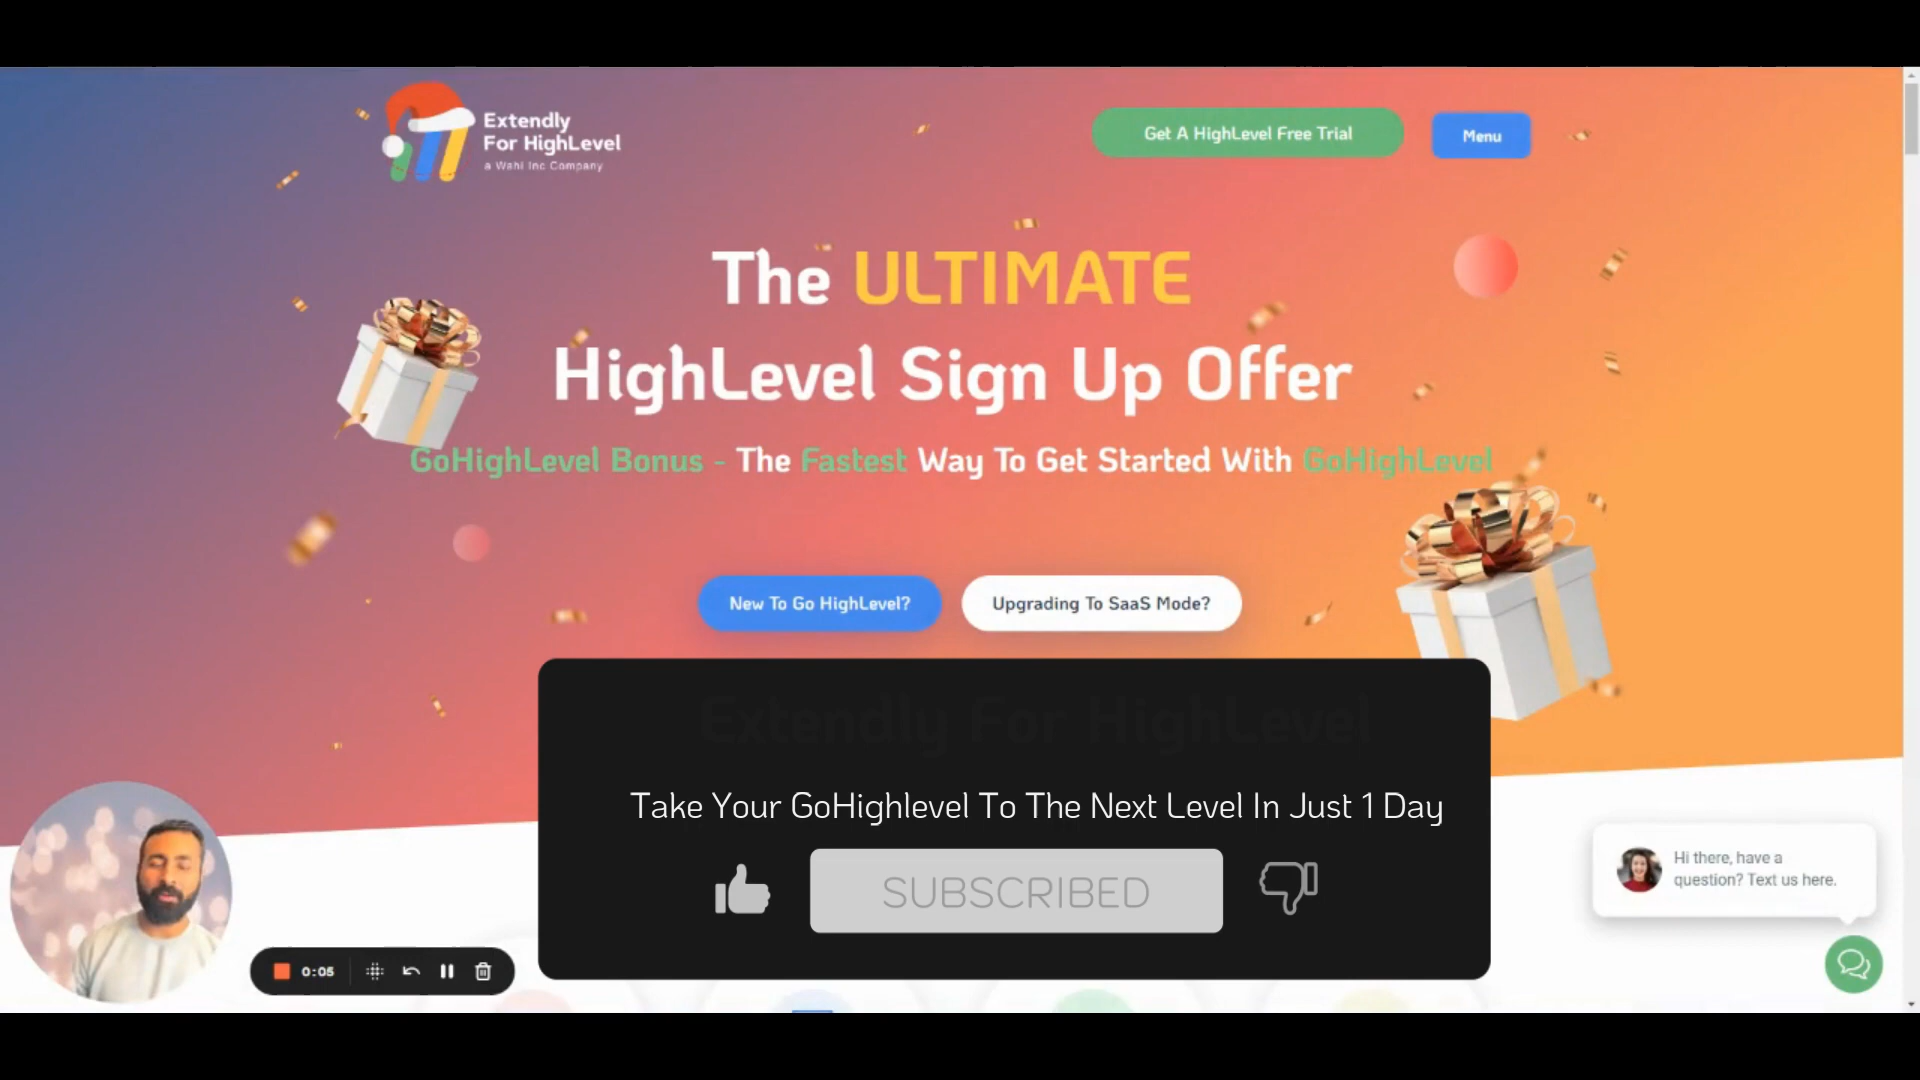 Extendly
For HighLevel
a Wahi Inc Company
Get A HighLevel Free Trial
Menu
The ULTIMATE
HighLevel Sign Up Offer
GoHighLevel Bonus - The Fastest Way To Get Started With GoHighLevel
New To Go HighLevel?
Upgrading To SaaS Mode?
Extendly For HighLevel
Take Your GoHighlevel To The Next Level In Just 1 Day
SUBSCRIBED
Hi there, have a
question? Text us here.
0:05